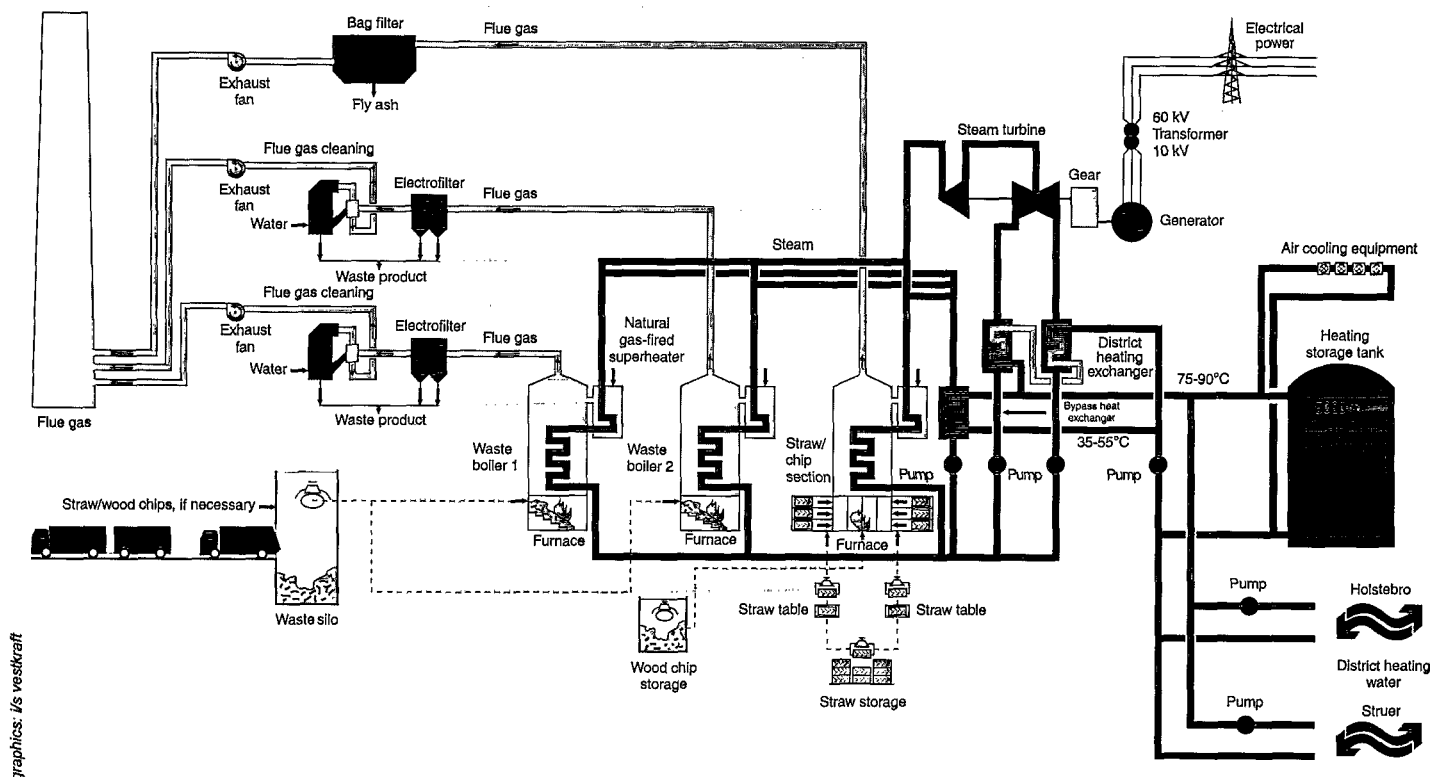 Bag filter
Flue gas
Exhaust
fan
Fly ash
Electrical
power
60 kV
Transformer
10 kV
Steam turbine
Gear
Generator
Flue gas cleaning
Exhaust
fan
Electrofilter
Flue gas
Water
Waste product
Steam
Air cooling equipment
Flue gas cleaning
Exhaust
fan
Electrofilter
Flue gas
Water
Waste product
Natural
gas-fired
superheater
District
heating
exchanger
Heating
storage tank
75-90°C
Bypass heat
exchanger
35-55°C
Flue gas
Waste
boiler 1
Waste
boiler 2
Straw/
chip
section
Pump
Pump
Pump
Straw/wood chips, if necessary
Furnace
Furnace
Furnace
Waste silo
Straw table
Straw table
Wood chip
storage
Straw storage
Pump
Holstebro
District heating
water
Pump
Struer
graphics: i/s vestkraft